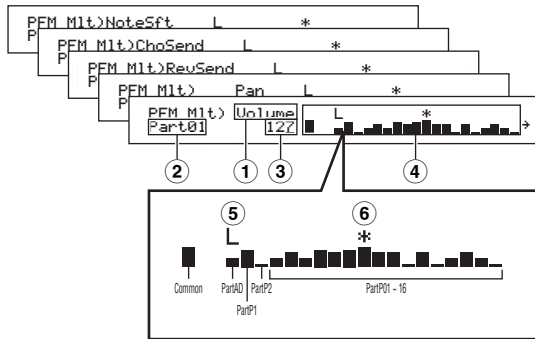 PFM Mlt)NoteSft L *
P
PFM Mlt)ChoSend L *
P
PFM Mlt)RevSend L *
P
PFM Mlt) Pan L *
P
PFM Mlt) Volume L *
Part01 127
2 1 3 4
5 6
L *
Common PartAD PartP2 PartP01 - 16
PartP1